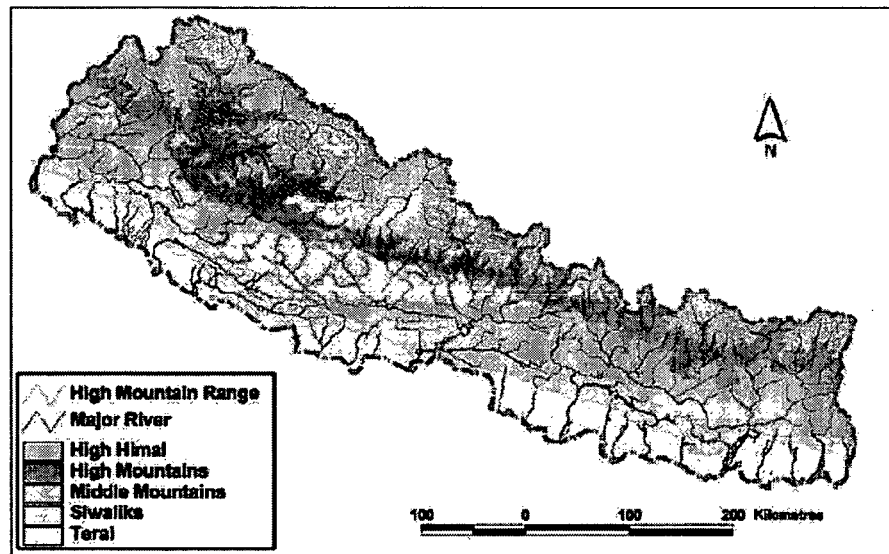 N
High Mountain Range
Major River
High Himal
High Mountains
Middle Mountains
Siwaliks
Terai
100 0 100 200 Kilometres